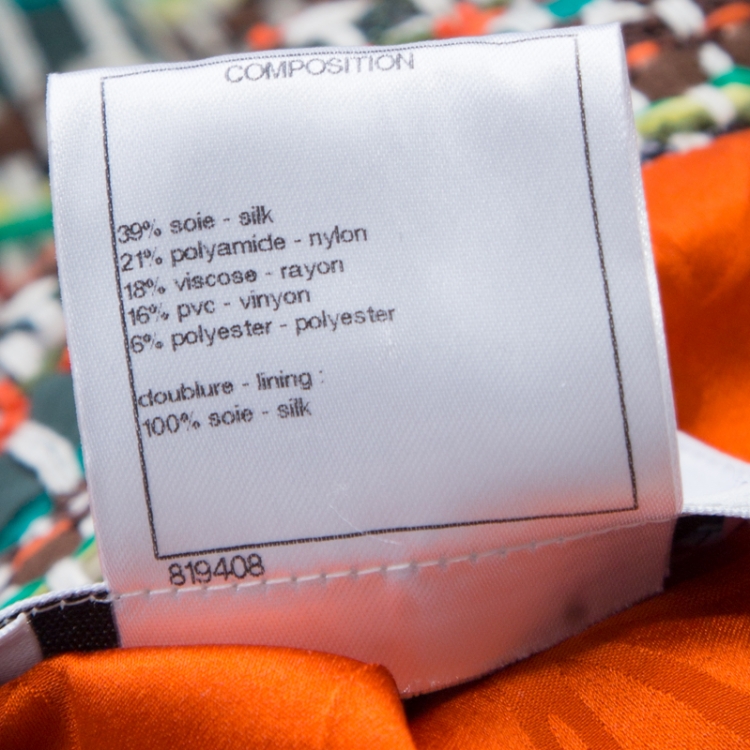 COMPOSITION
39% soie - silk
21% polyamide - nylon
18% viscose - rayon
16% pvc - vinyon
6% polyester - polyester
doublure - lining :
100% soie - silk
819408